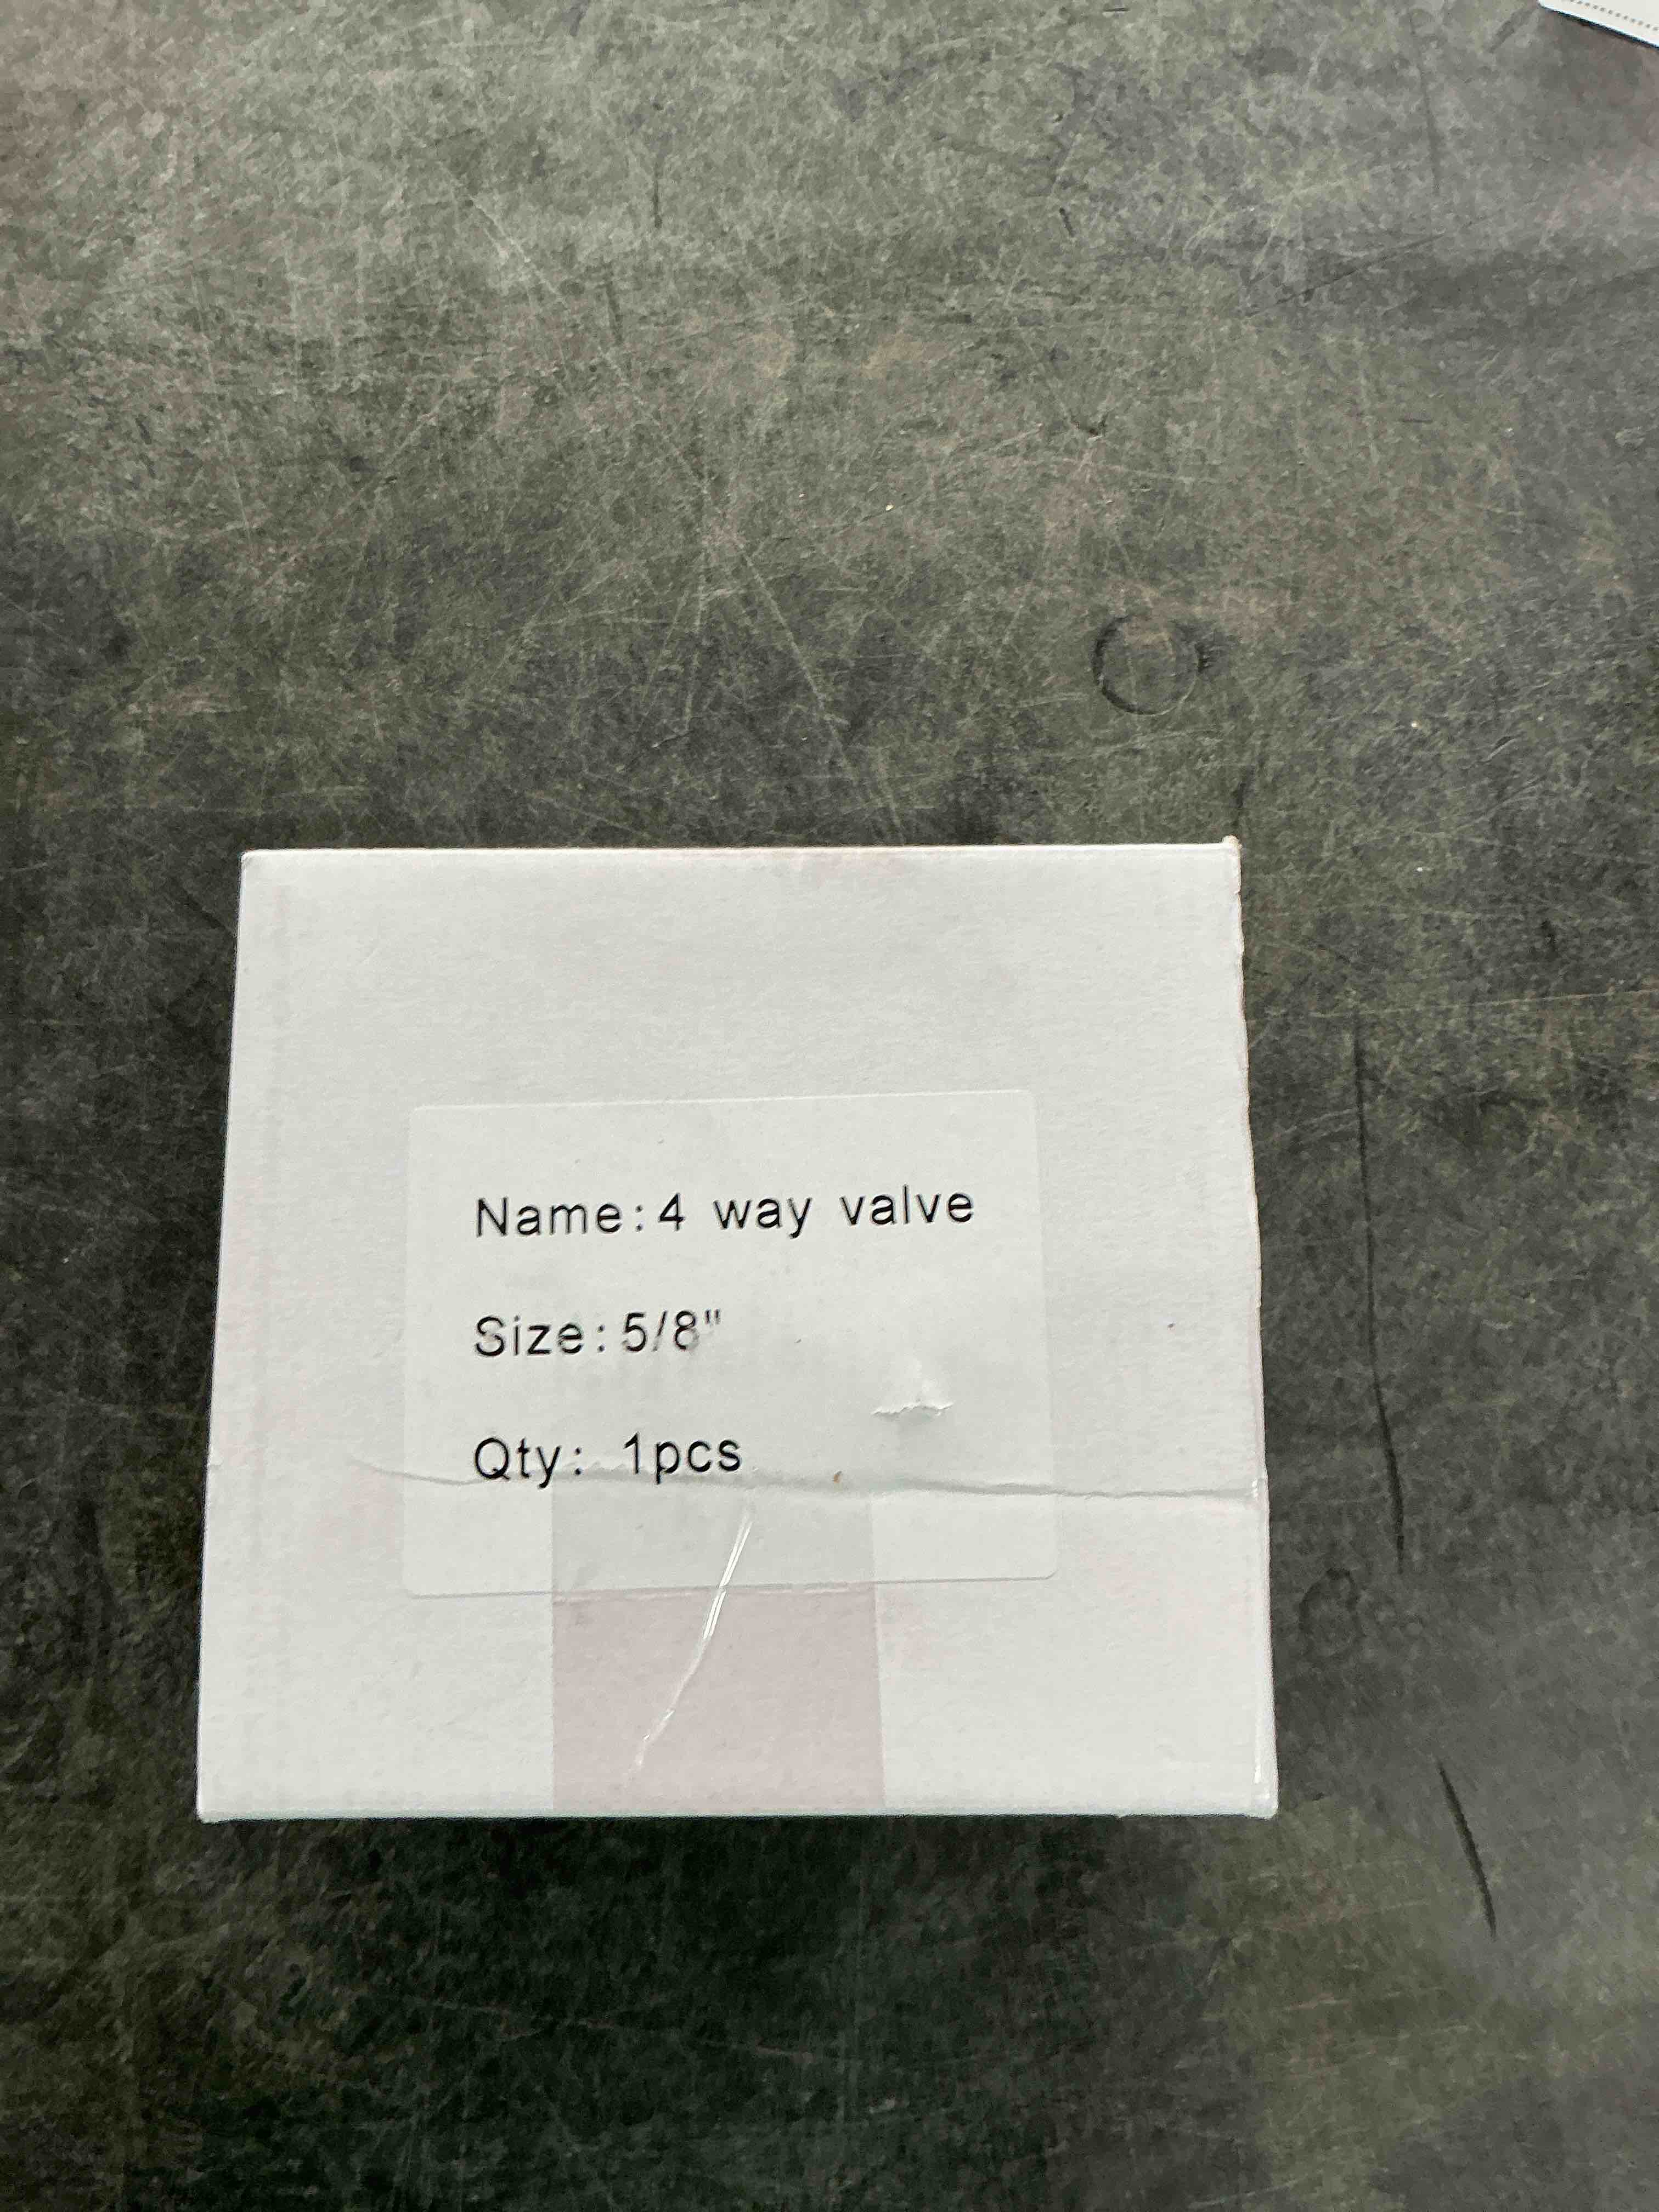 Name:4 way valve
Size:5/8"
Qty: 1pcs